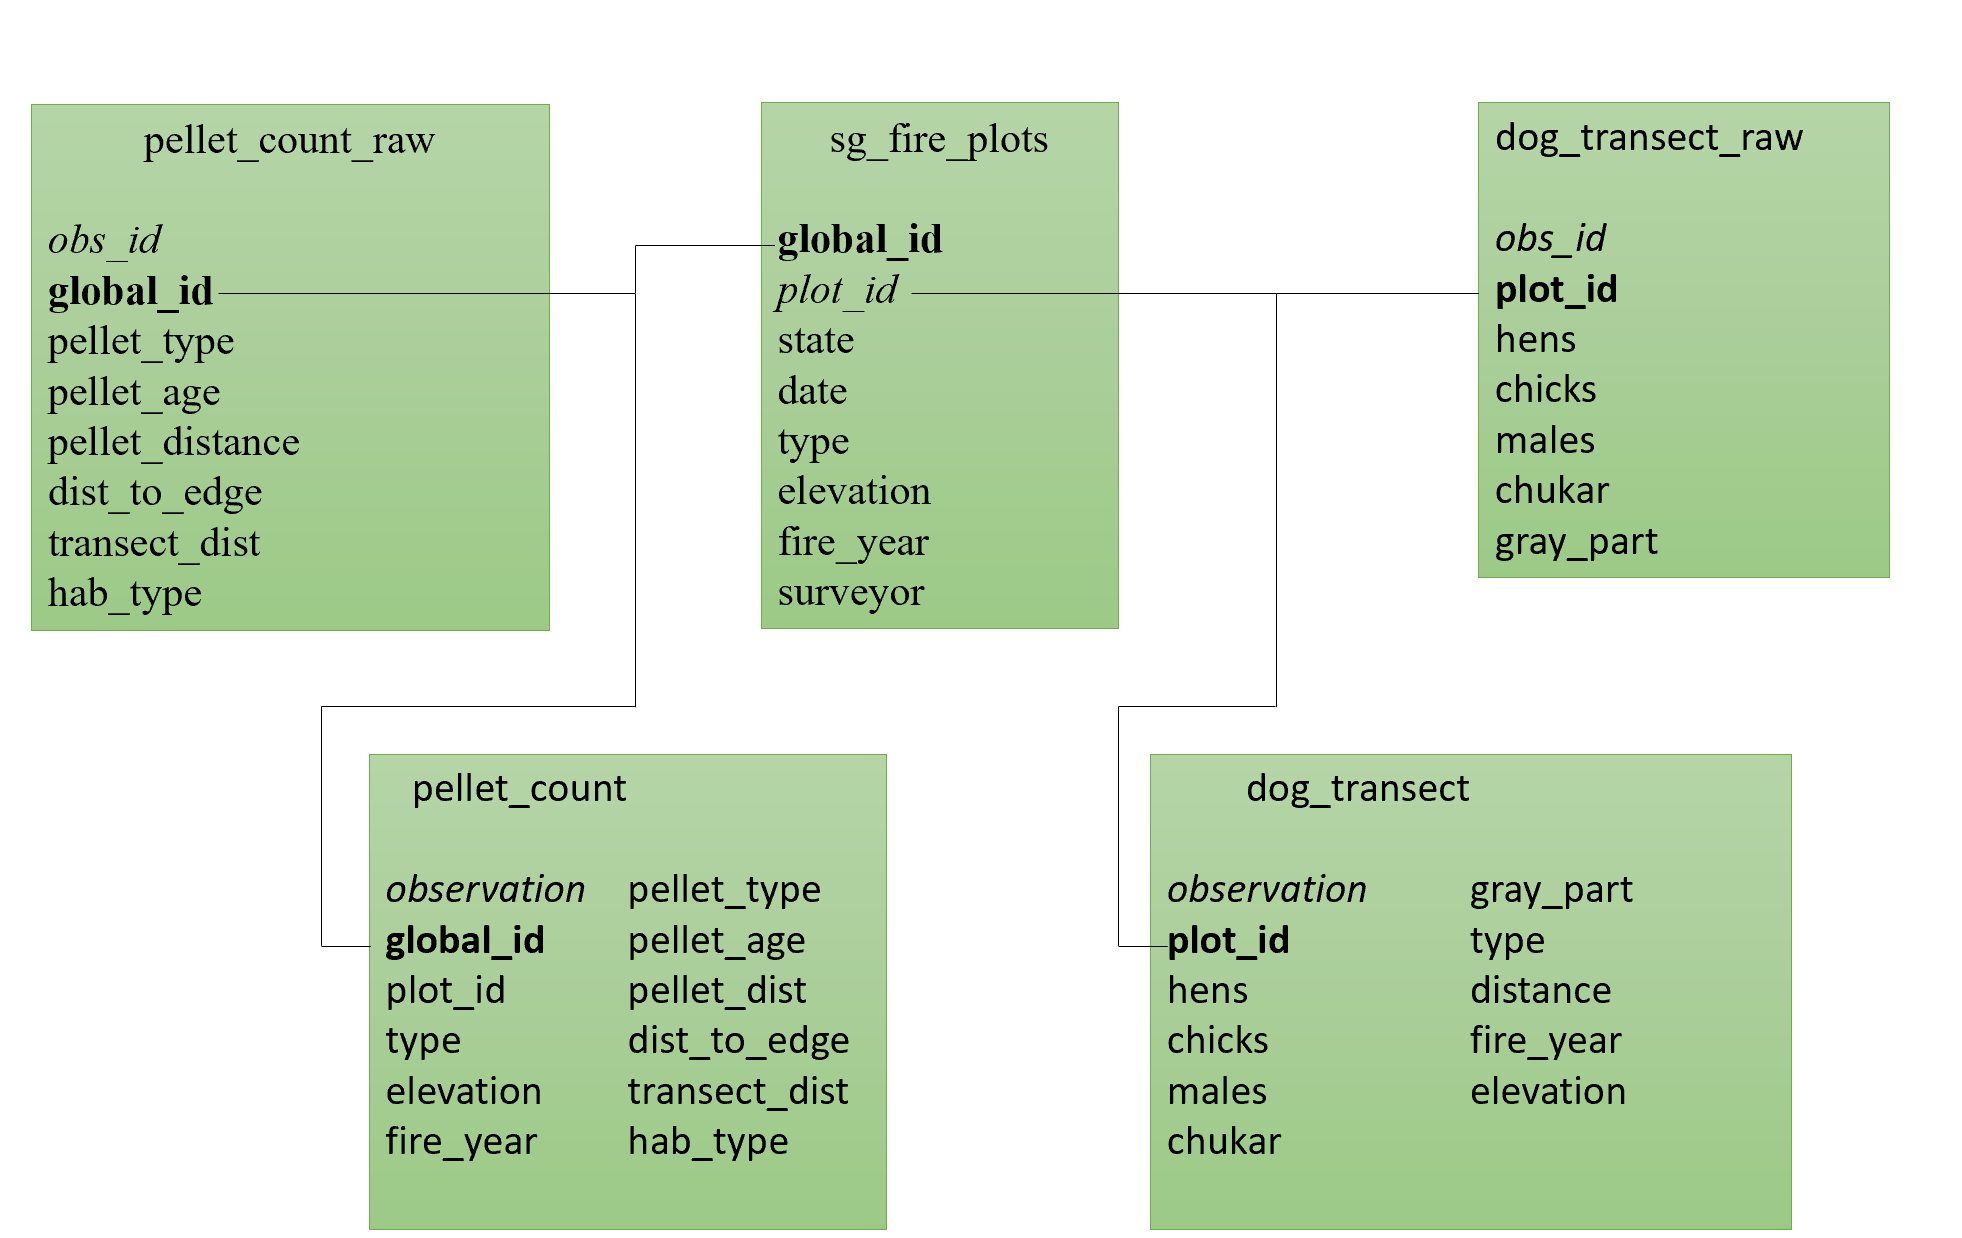 pellet_count_raw
obs_id
global_id
pellet_type
pellet_age
pellet_distance
dist_to_edge
transect_dist
hab_type
sg_fire_plots
global_id
plot_id
state
date
type
elevation
fire_year
surveyor
dog_transect_raw
obs_id
plot_id
hens
chicks
males
chukar
gray_part
pellet_count
observation
global_id
plot_id
type
elevation
fire_year
pellet_type
pellet_age
pellet_dist
dist_to_edge
transect_dist
hab_type
dog_transect
observation
plot_id
hens
chicks
males
chukar
gray_part
type
distance
fire_year
elevation